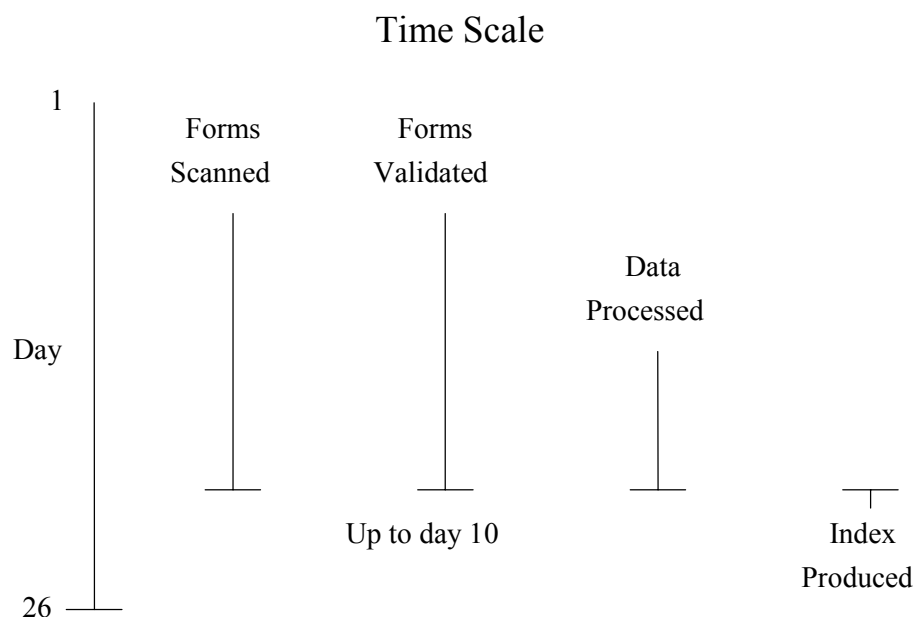 Time Scale
1
Forms
Scanned
Forms
Validated
Data
Processed
Day
Up to day 10
Index
Produced
26